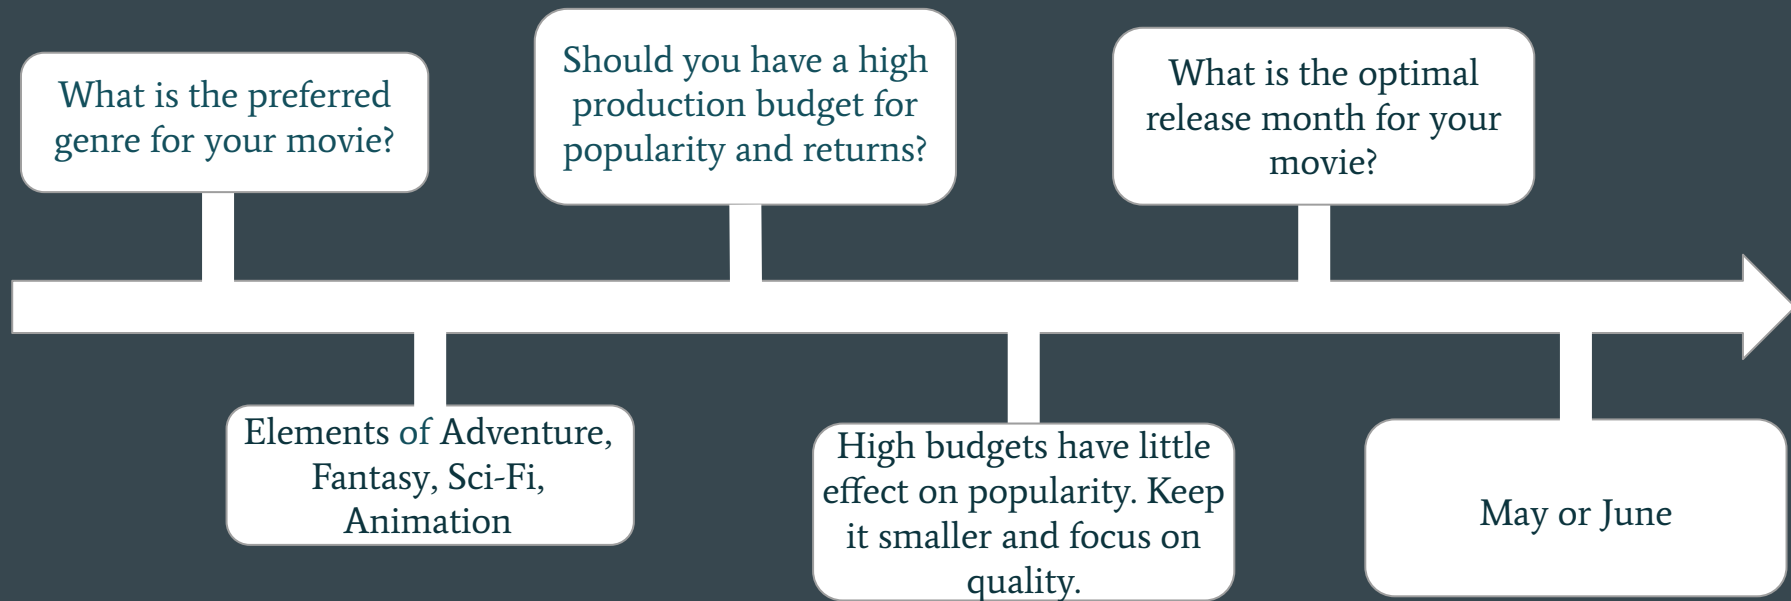 What is the preferred
genre for your movie?
Should you have a high
production budget for
popularity and returns?
What is the optimal
release month for your
movie?
Elements of Adventure,
Fantasy, Sci-Fi,
Animation
High budgets have little
effect on popularity. Keep
it smaller and focus on
quality.
May or June